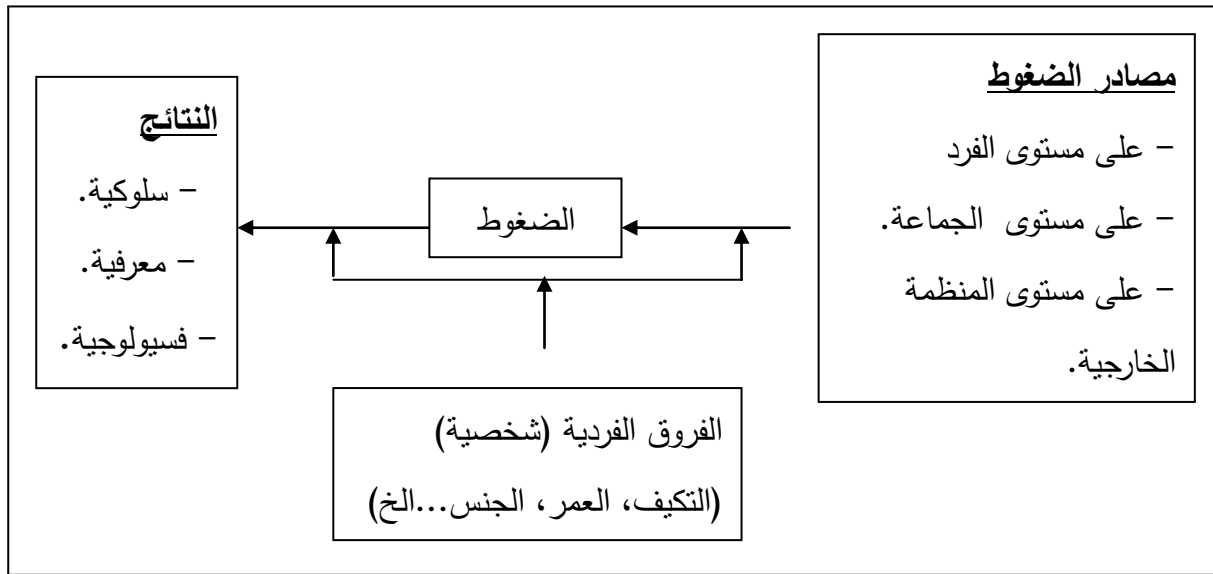 مصادر الضغوط
- على مستوى الفرد
- على مستوى الجماعة.
- على مستوى المنظمة
الخارجية.
الضغوط
النتائج
- سلوكية.
- معرفية.
- فسيولوجية.
الفروق الفردية (شخصية)
(التكيف، العمر، الجنس...الخ)